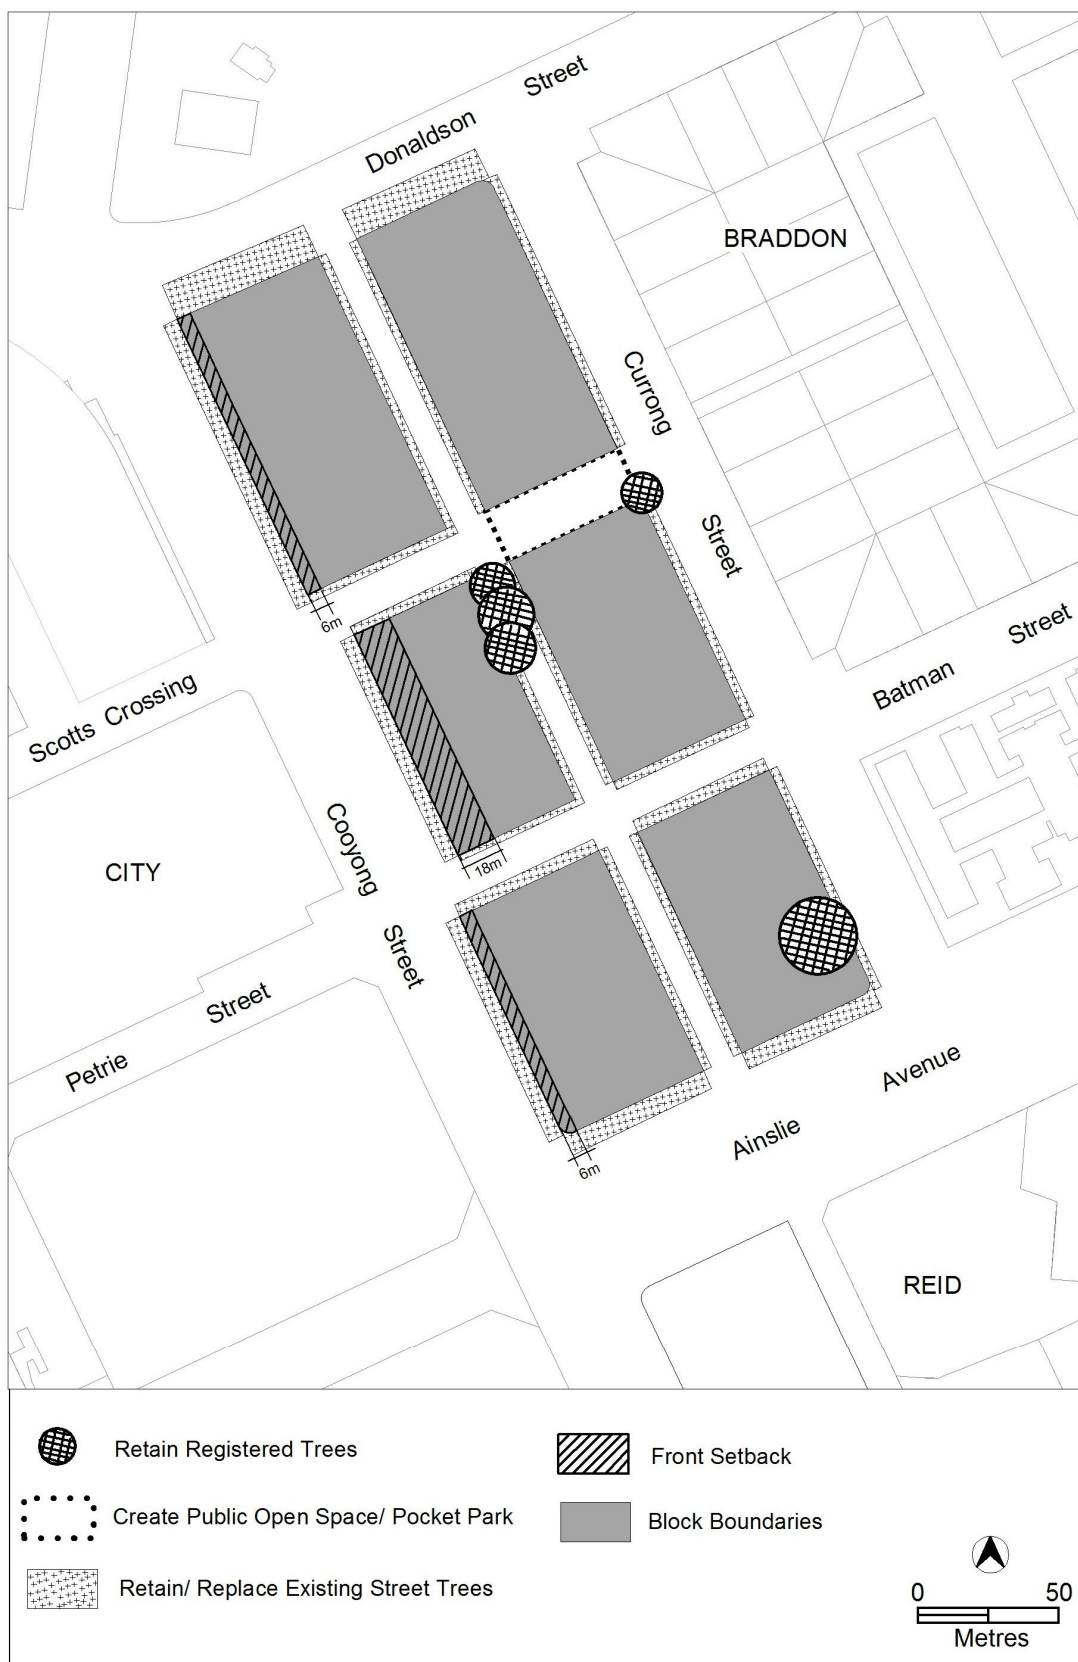 Donaldson Street
BRADDON
Currong
Street
6m
Scotts Crossing
Batman Street
Cooyong
Street
18m
CITY
Petrie Street
6m
Ainslie Avenue
REID
Retain Registered Trees
Front Setback
Create Public Open Space/ Pocket Park
Block Boundaries
Retain/ Replace Existing Street Trees
0 50
Metres